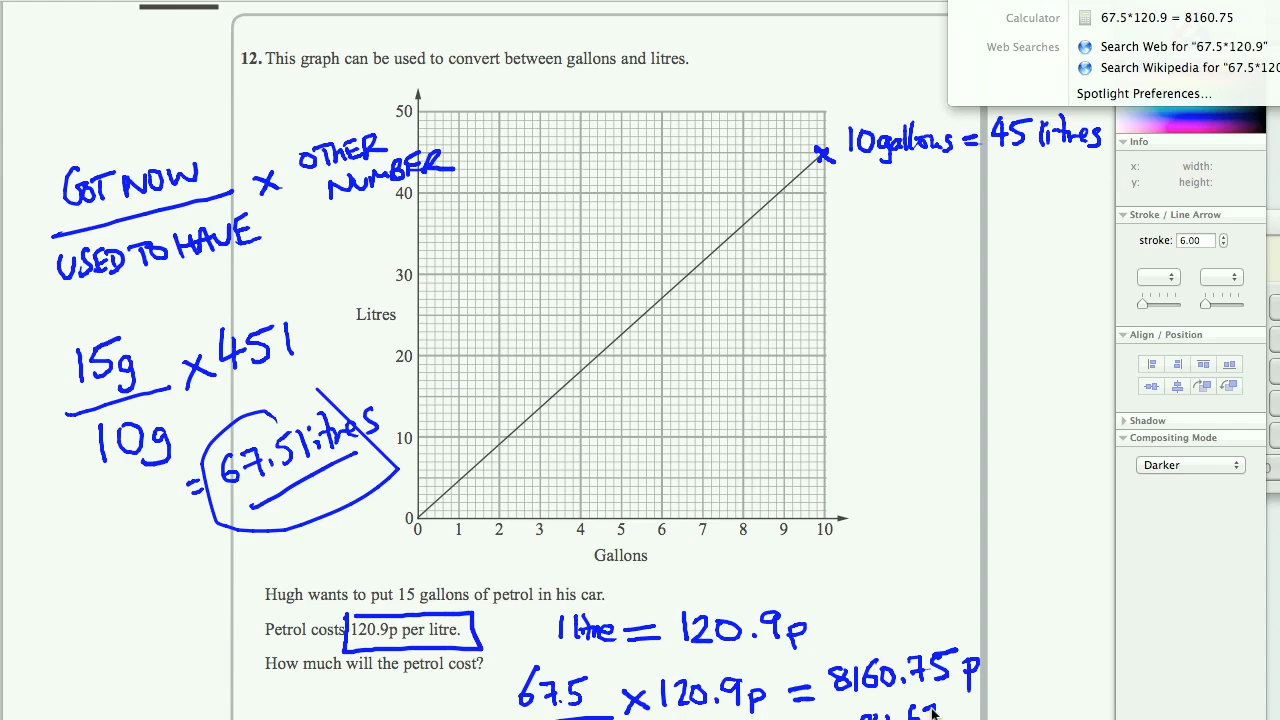 Calculator 67.5*120.9 = 8160.75
Web Searches Search Web for "67.5*120.9"
Search Wikipedia for "67.5*120
Spotlight Preferences...
12. This graph can be used to convert between gallons and litres.
50
40
30
20
10
0
Litres
0 1 2 3 4 5 6 7 8 9 10
Gallons
10gallons = 45 litres
GOT NOW × OTHER NUMBER
USED TO HAVE
15g × 45l
10g
= 67.5 litres
Hugh wants to put 15 gallons of petrol in his car.
Petrol costs 120.9p per litre.
How much will the petrol cost?
1 litre = 120.9p
67.5 × 120.9p = 8160.75p
Info
x: width:
y: height:
Stroke / Line Arrow
stroke: 6.00
Align / Position
Shadow
Compositing Mode
Darker